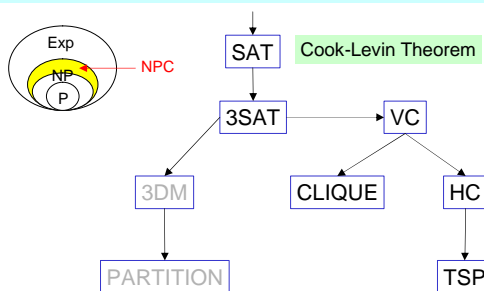 Exp
NP
P
NPC
SAT
Cook-Levin Theorem
3SAT
VC
3DM
CLIQUE
HC
PARTITION
TSP